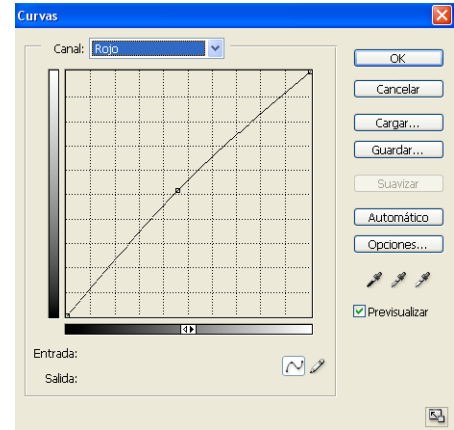 Curvas
Canal: Rojo
OK
Cancelar
Cargar...
Guardar...
Suavizar
Automático
Opciones...
Previsualizar
Entrada:
Salida: